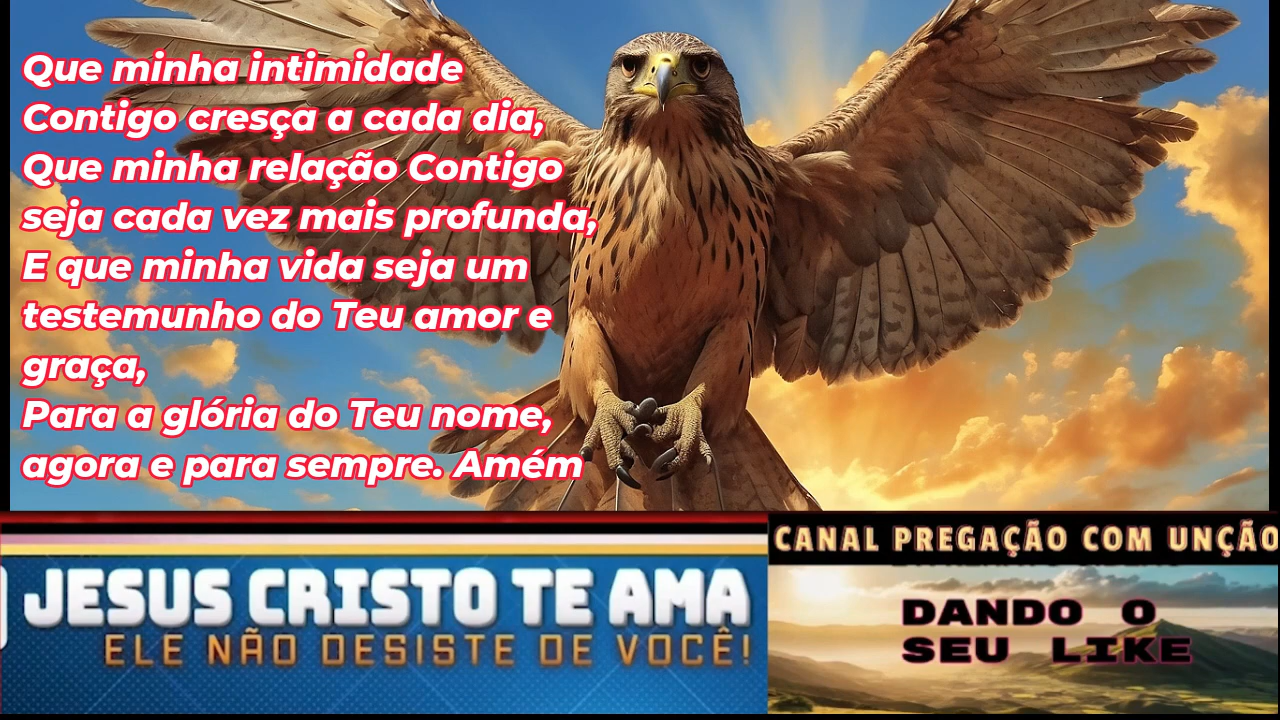 Que minha intimidade
Contigo cresça a cada dia,
Que minha relação Contigo
seja cada vez mais profunda,
E que minha vida seja um
testemunho do Teu amor e
graça,
Para a glória do Teu nome,
agora e para sempre. Amém
JESUS CRISTO TE AMA
ELE NÃO DESISTE DE VOCÊ!
CANAL PREGAÇÃO COM UNÇÃO
DANDO O
SEU LIKE